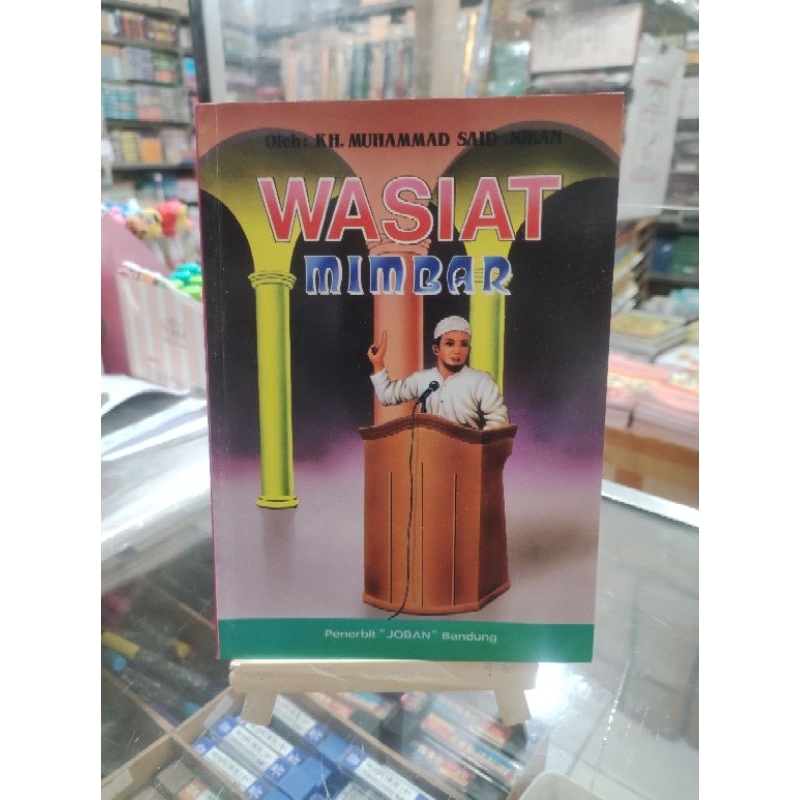 Oleh: KH. MUHAMMAD SAID JOBAN
WASIAT
MIMBAR
Penerbit "JOBAN" Bandung